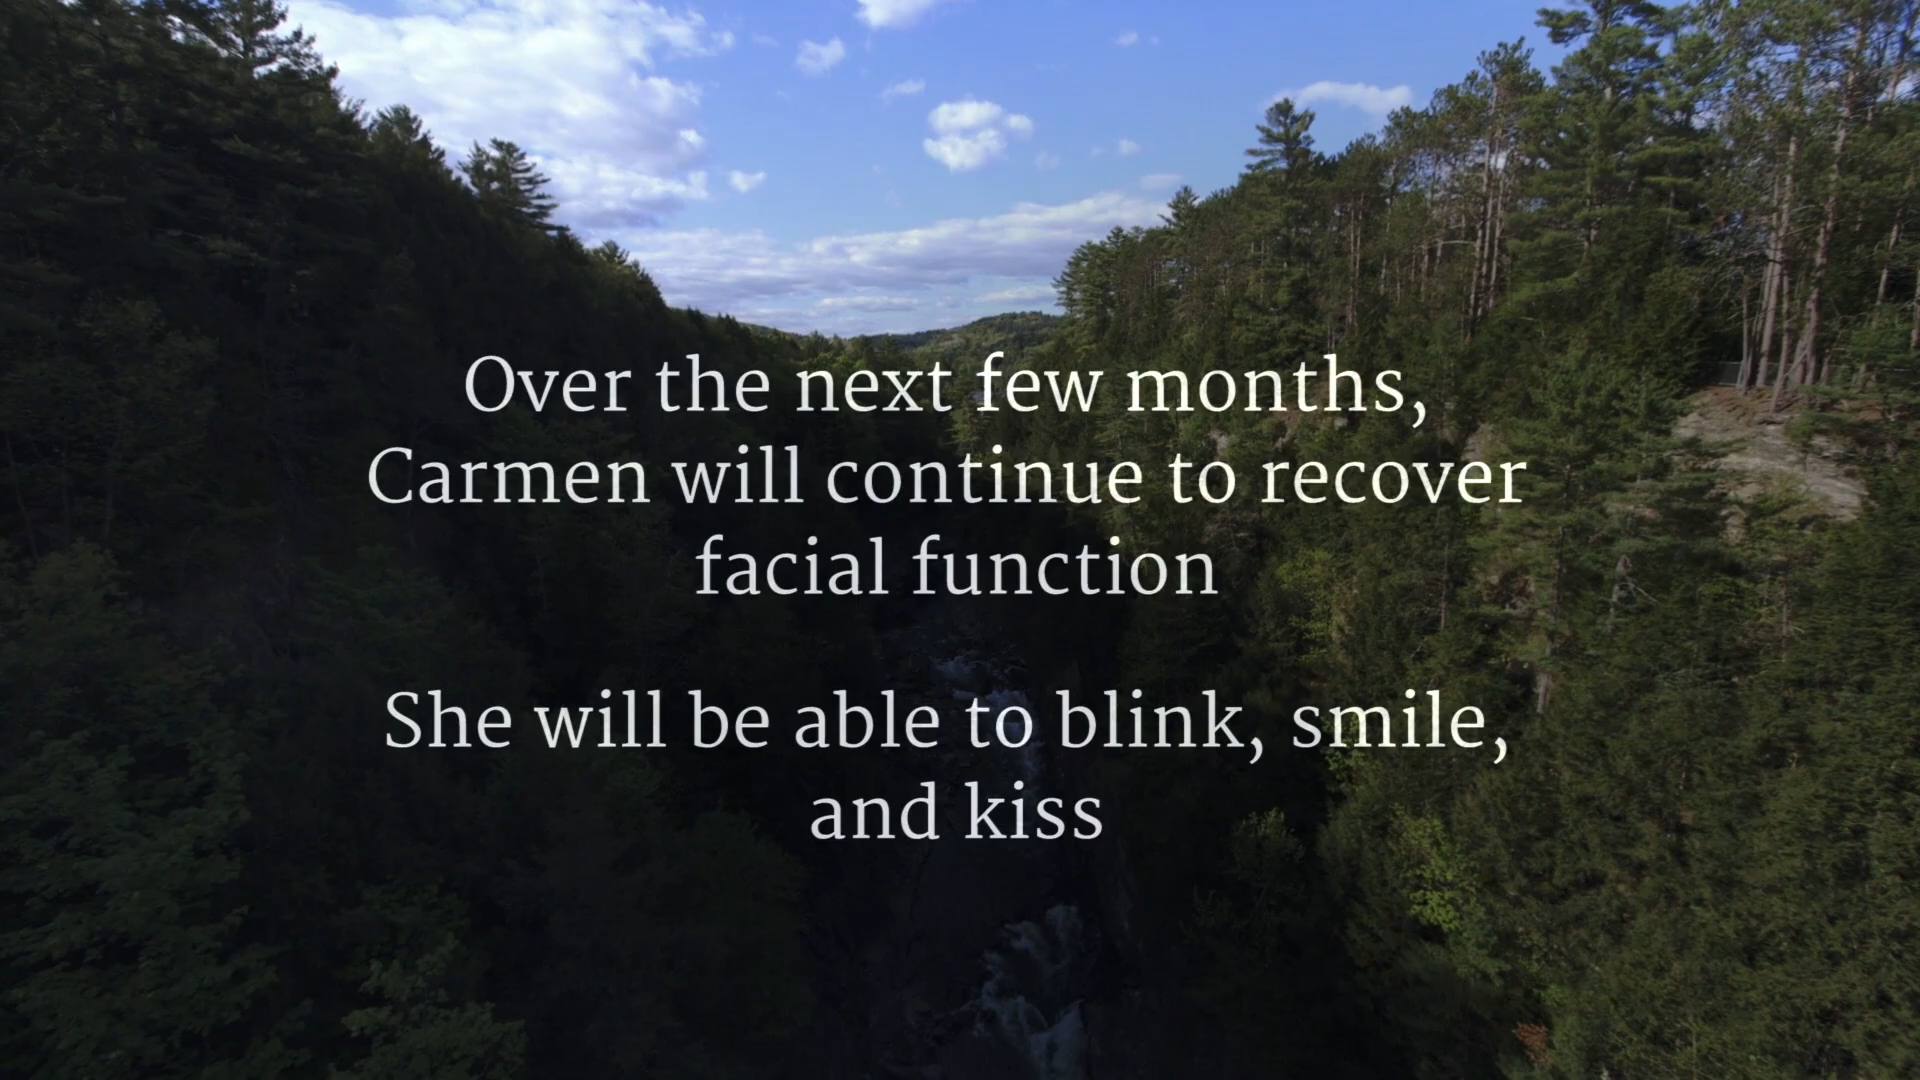 Over the next few months,
Carmen will continue to recover
facial function
She will be able to blink, smile,
and kiss